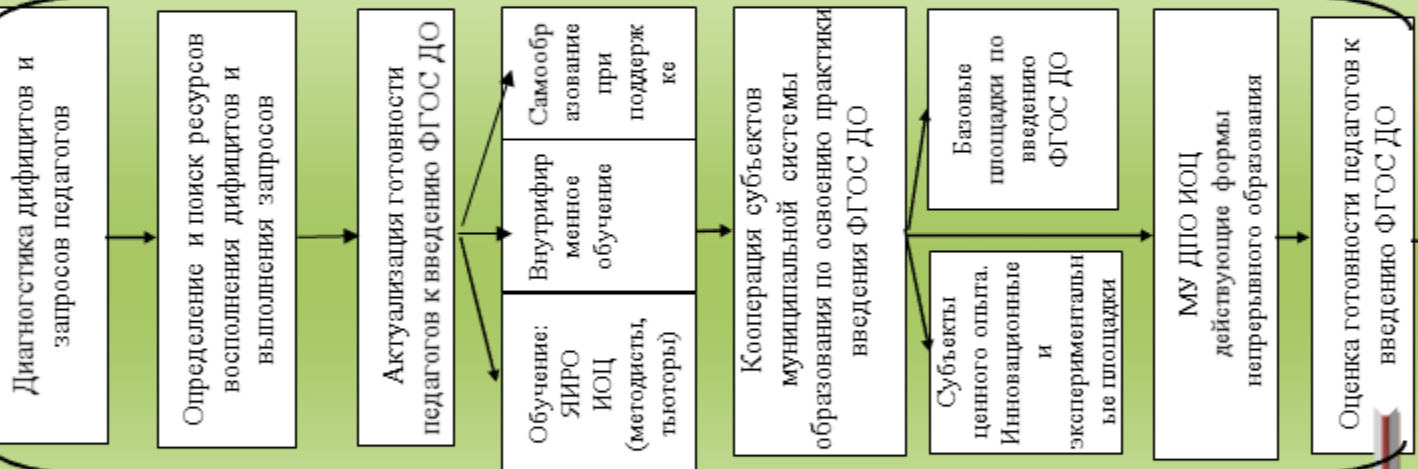 Диагногстика дифицитов и
запросов педагогов
Определение и поиск ресурсов
восполнения дифицитов и
выполнения запросов
Актуализация готовности
педагогов к введению ФГОС ДО
Самообр
азование
при
поддерж
ке
Внутрифир
менное
обучение
Обучение:
ЯИРО
ИОЦ
(методисты,
тьюторы)
Кооперация субъектов
муниципальной системы
образования по освоению практики
введения ФГОС ДО
Базовые
площадки по
введению
ФГОС ДО
Субъекты
ценного опыта.
Инновационные
и
экспериментальн
ые площадки
МУ ДПО ИОЦ
действующие формы
непрерывного образования
Оценка готовности педагогов к
введению ФГОС ДО